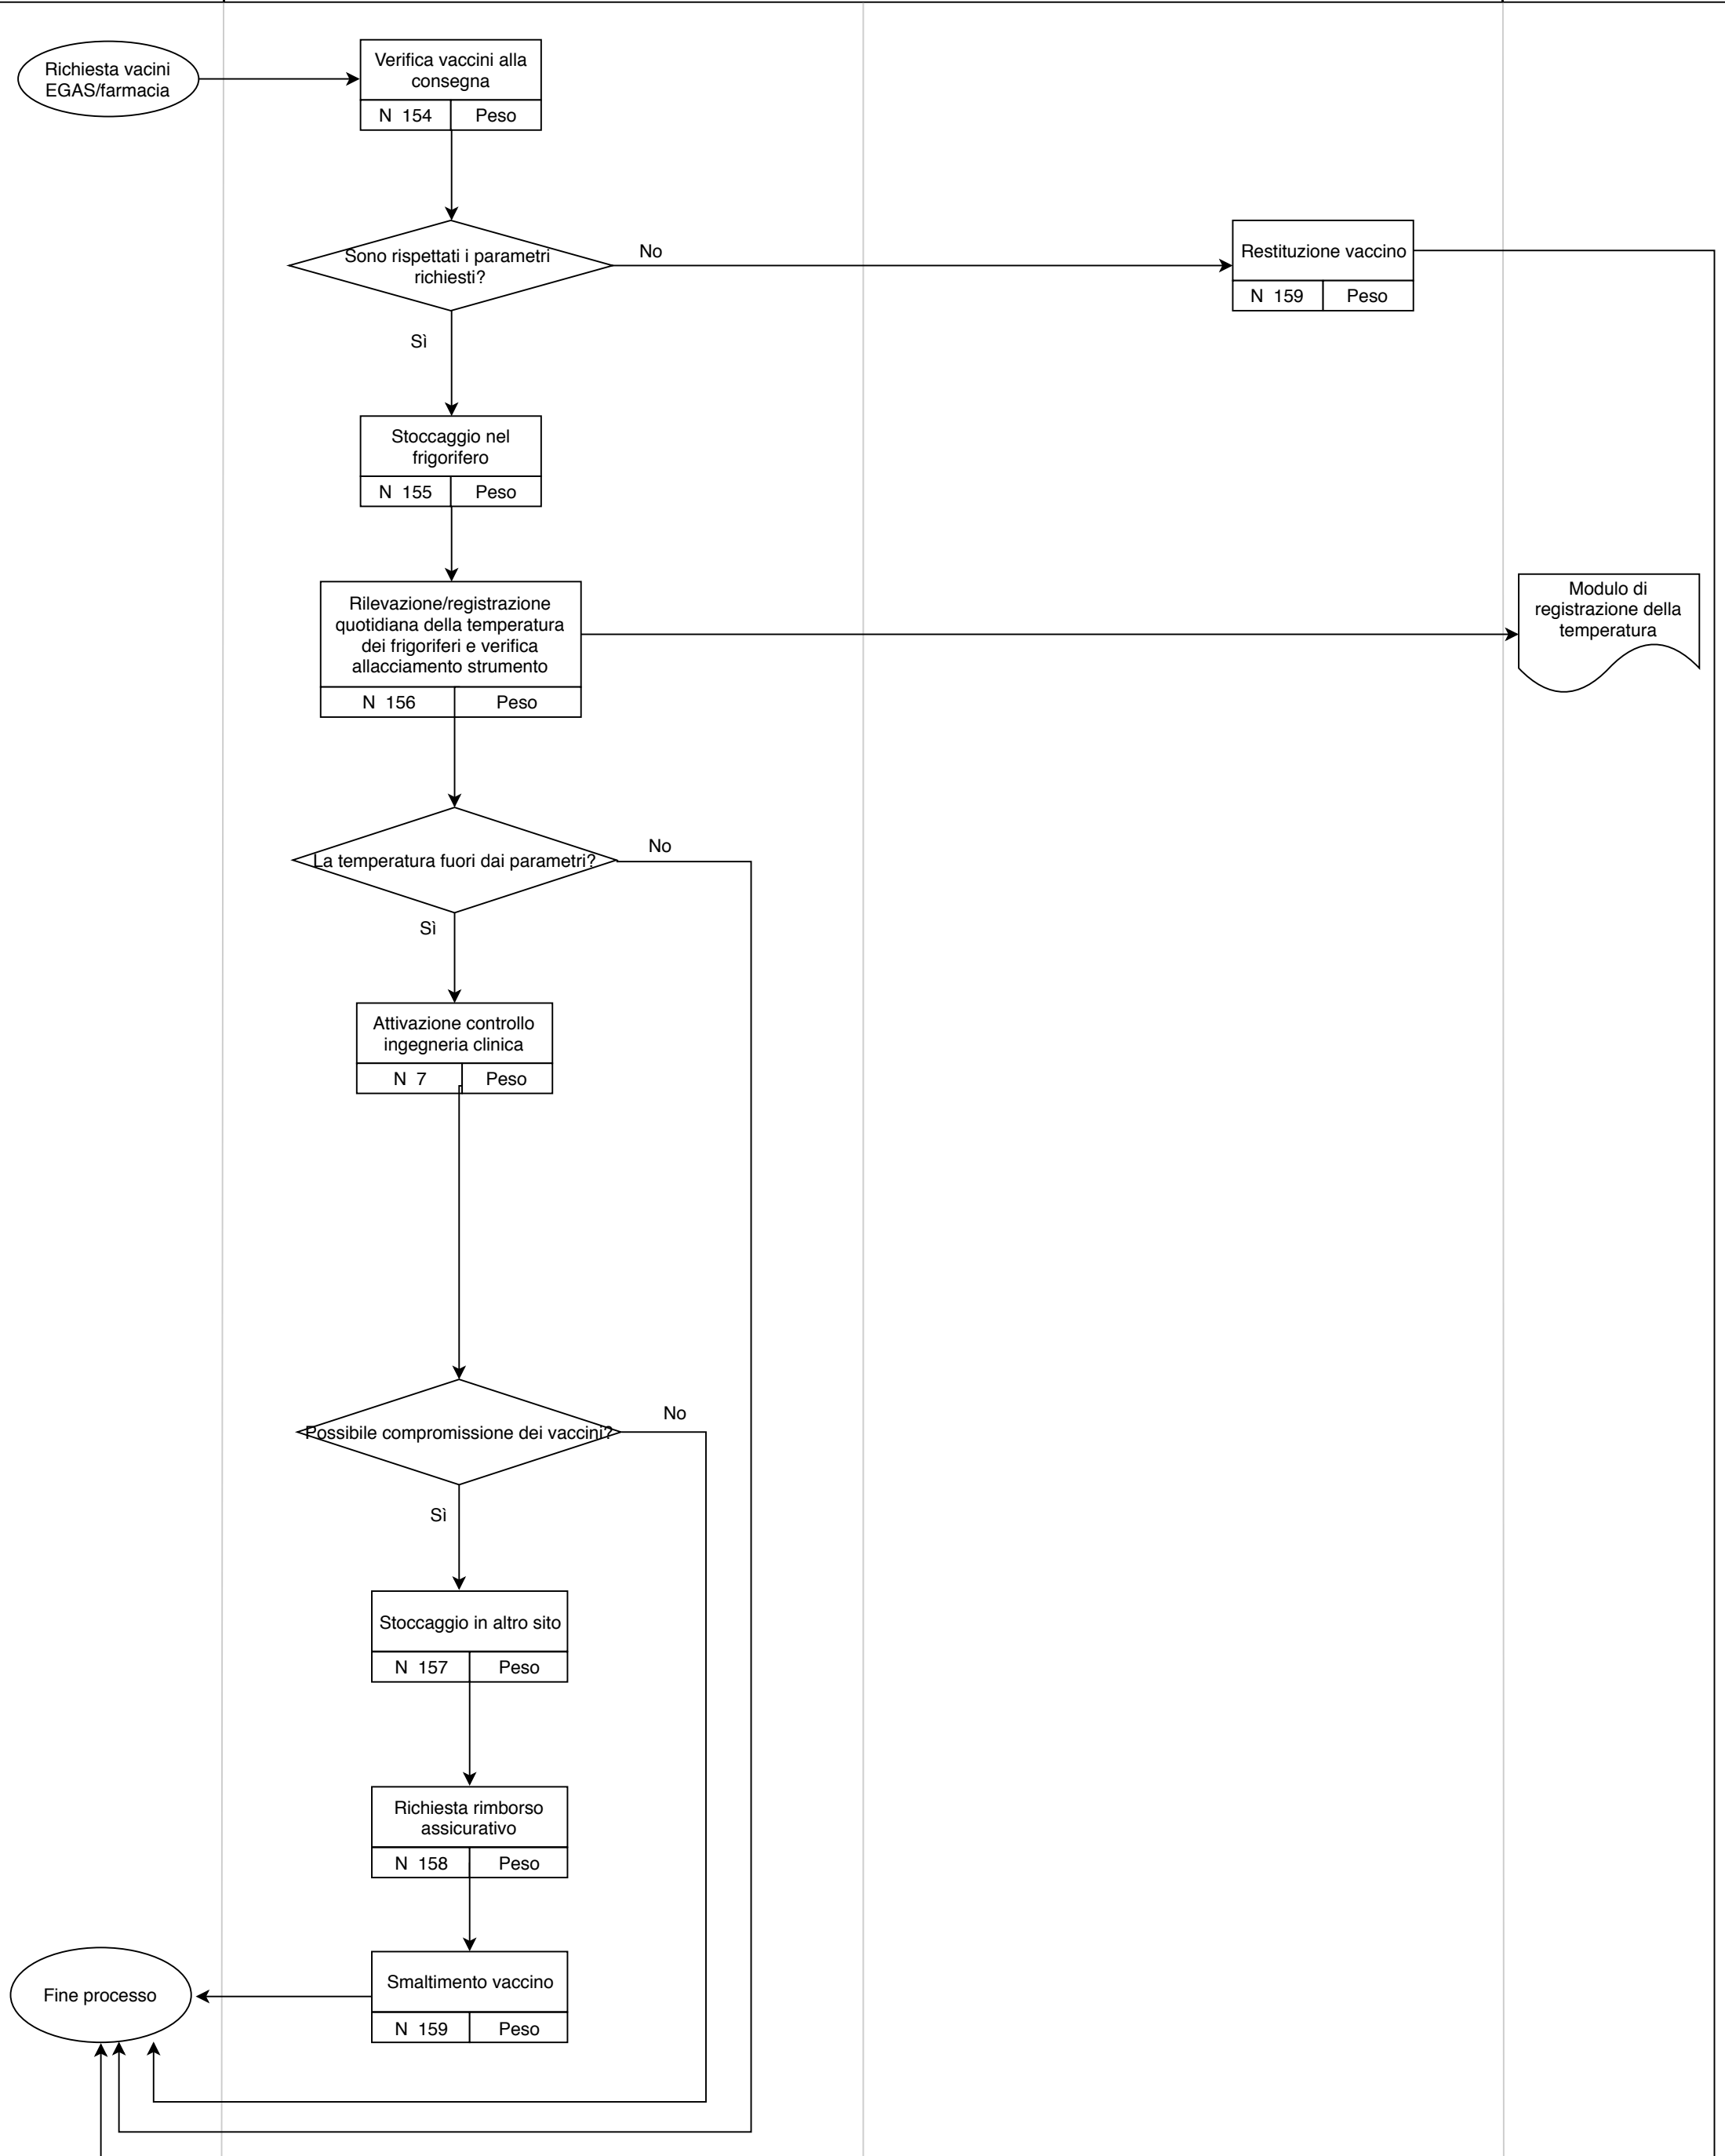 Richiesta vacini
EGAS/farmacia
Verifica vaccini alla
consegna
N 154
Peso
Sono rispettati i parametri
richiesti?
No
Restituzione vaccino
N 159
Peso
Sì
Stoccaggio nel
frigorifero
N 155
Peso
Rilevazione/registrazione
quotidiana della temperatura
dei frigoriferi e verifica
allacciamento strumento
N 156
Peso
Modulo di
registrazione della
temperatura
La temperatura fuori dai parametri?
No
Sì
Attivazione controllo
ingegneria clinica
N 7
Peso
Possibile compromissione dei vaccini?
No
Sì
Stoccaggio in altro sito
N 157
Peso
Richiesta rimborso
assicurativo
N 158
Peso
Smaltimento vaccino
N 159
Peso
Fine processo